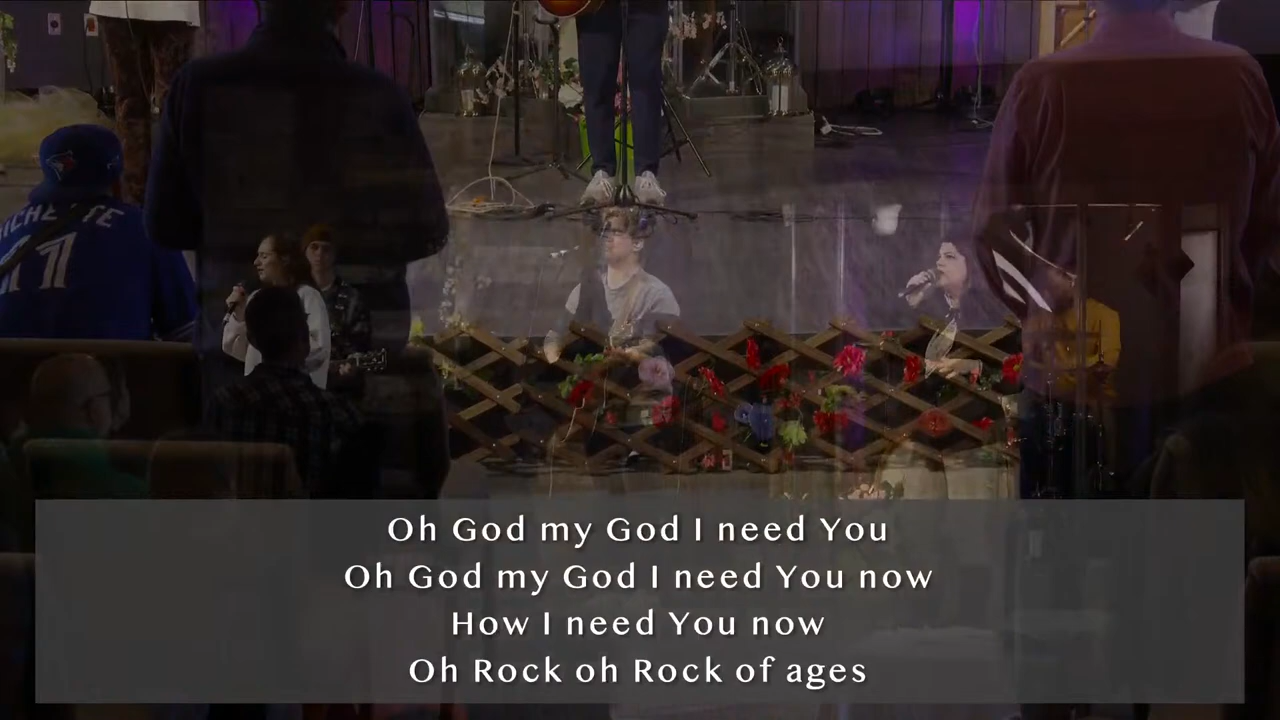 11
Oh God my God I need You
Oh God my God I need You now
How I need You now
Oh Rock oh Rock of ages